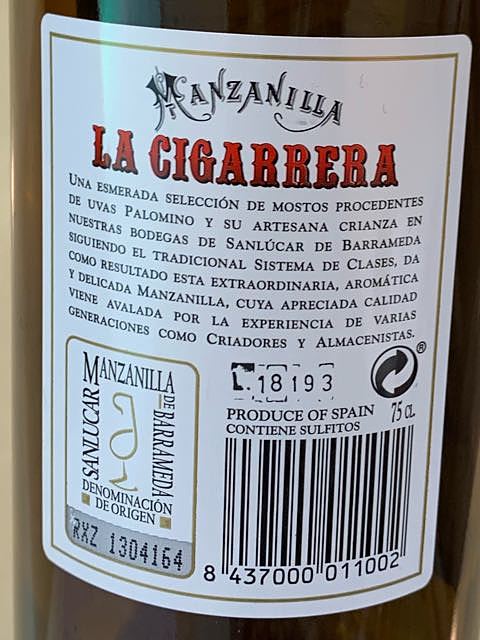 MANZANILLA
LA CIGARRERA
UNA ESMERADA SELECCIÓN DE MOSTOS PROCEDENTES
DE UVAS PALOMINO Y SU ARTESANA CRIANZA EN
NUESTRAS BODEGAS DE SANLÚCAR DE BARRAMEDA
SIGUIENDO EL TRADICIONAL SISTEMA DE CLASES, DA
COMO RESULTADO ESTA EXTRAORDINARIA, AROMÁTICA
Y DELICADA MANZANILLA, CUYA APRECIADA CALIDAD
VIENE AVALADA POR LA EXPERIENCIA DE VARIAS
GENERACIONES COMO CRIADORES Y ALMACENISTAS.
MANZANILLA
SANLUCAR
DE BARRAMEDA
DENOMINACIÓN
DE ORIGEN
RXZ 1304164
L.18193
®
PRODUCE OF SPAIN 75 CL.
CONTIENE SULFITOS
8 437000 011002